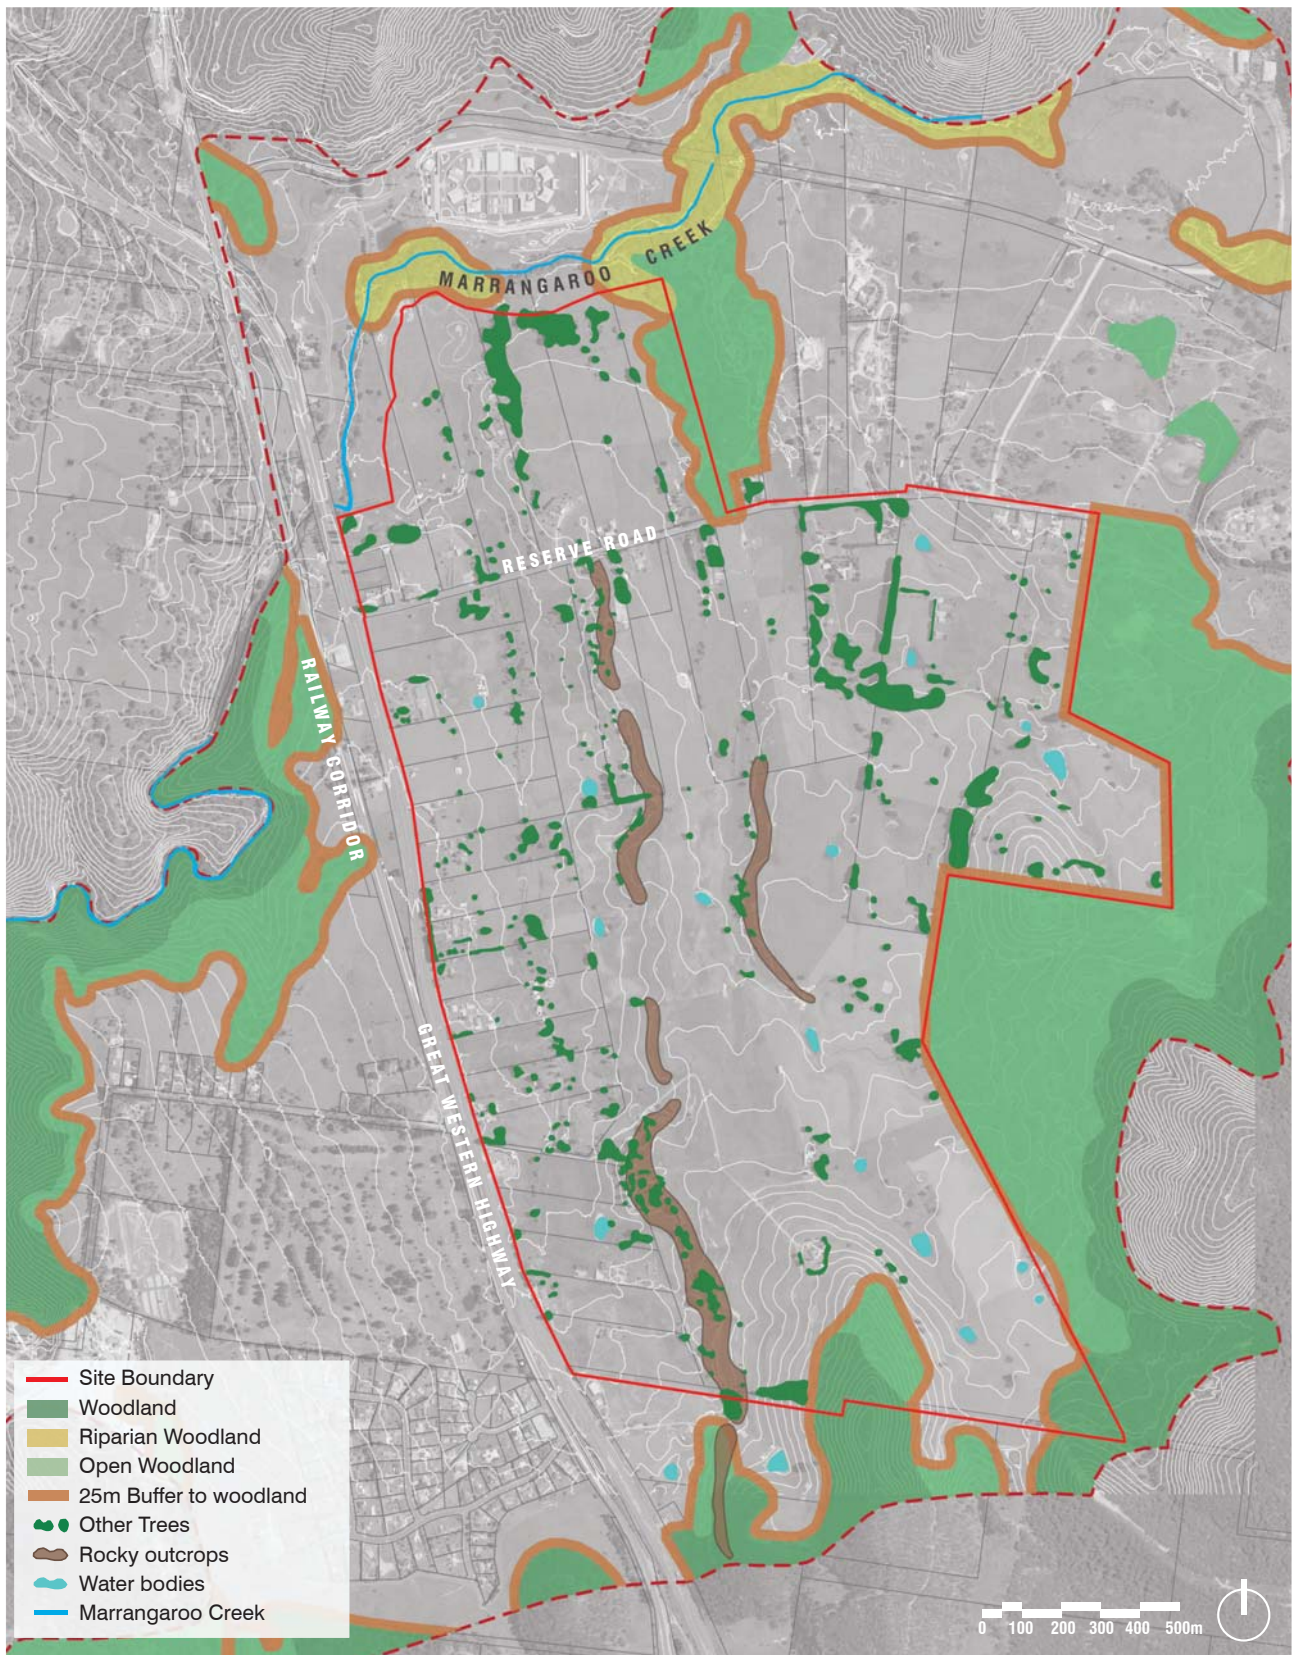 MARRANGAROO CREEK
RESERVE ROAD
RAILWAY CORRIDOR
GREAT WESTERN HIGHWAY
Site Boundary
Woodland
Riparian Woodland
Open Woodland
25m Buffer to woodland
Other Trees
Rocky outcrops
Water bodies
Marrangaroo Creek
0 100 200 300 400 500m